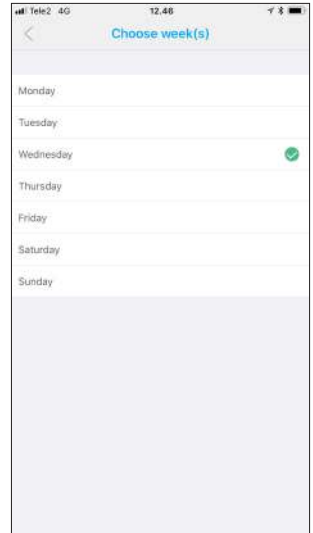 Tele2 4G 12.46
Choose week(s)
Monday
Tuesday
Wednesday
Thursday
Friday
Saturday
Sunday